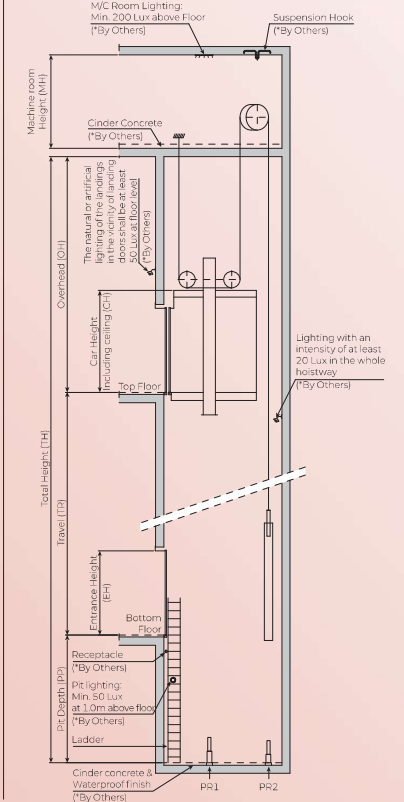 M/C Room Lighting:
Min. 200 Lux above Floor
(*By Others)
Suspension Hook
(*By Others)
Machine room
Height (MH)
Cinder Concrete
(*By Others)
The natural or artificial
lighting of the landings
in the vicinity of landing
doors shall be at least
50 Lux at floor level
(*By Others)
Overhead (OH)
Car Height
Including ceiling (CH)
Top Floor
Lighting with an
intensity of at least
20 Lux in the whole
hoistway
(*By Others)
Total Height (TH)
Travel (TR)
Entrance Height
(EH)
Bottom
Floor
Receptacle
(*By Others)
Pit lighting:
Min. 50 Lux
at 1.0m above floor
(*By Others)
Pit Depth (PP)
Ladder
Cinder concrete &
Waterproof finish
(*By Others)
PR1
PR2